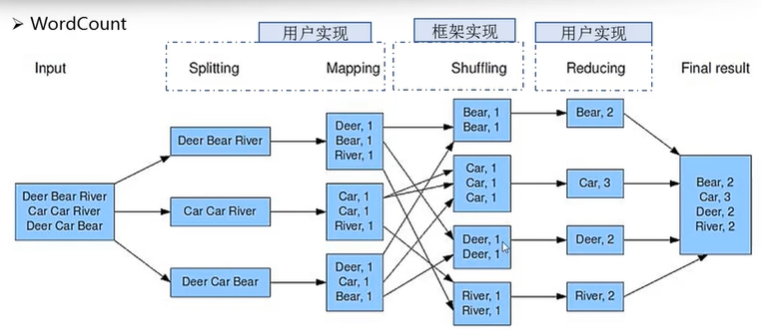 ➢ WordCount
用户实现
框架实现
用户实现
Input
Splitting
Mapping
Shuffling
Reducing
Final result
Deer Bear River
Car Car River
Deer Car Bear
Deer Bear River
Car Car River
Deer Car Bear
Deer, 1
Bear, 1
River, 1
Car, 1
Car, 1
River, 1
Deer, 1
Car, 1
Bear, 1
Bear, 1
Bear, 1
Car, 1
Car, 1
Car, 1
Deer, 1
Deer, 1
River, 1
River, 1
Bear, 2
Car, 3
Deer, 2
River, 2
Bear, 2
Car, 3
Deer, 2
River, 2